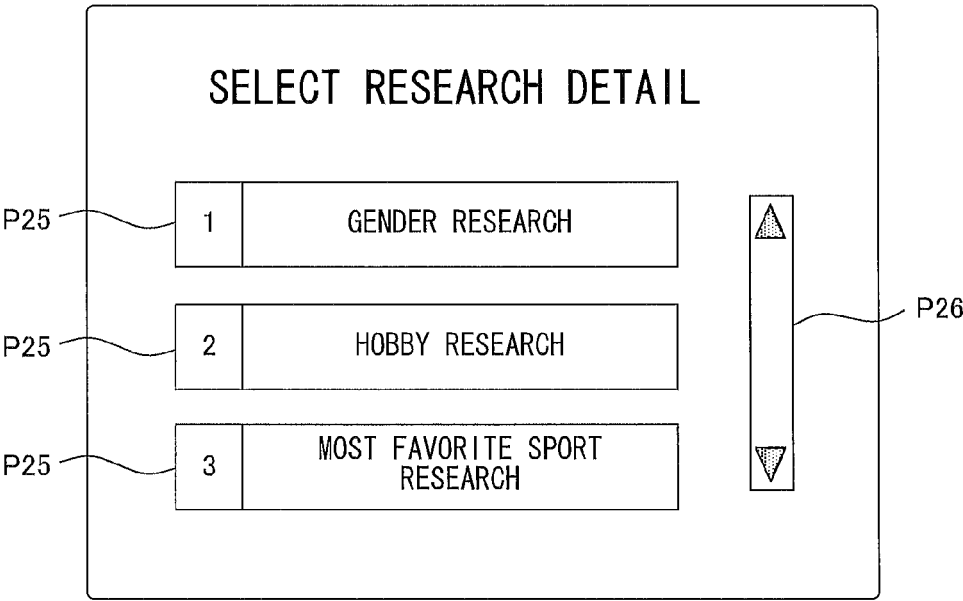 SELECT RESEARCH DETAIL
P25
1
GENDER RESEARCH
P26
P25
2
HOBBY RESEARCH
P25
3
MOST FAVORITE SPORT
RESEARCH